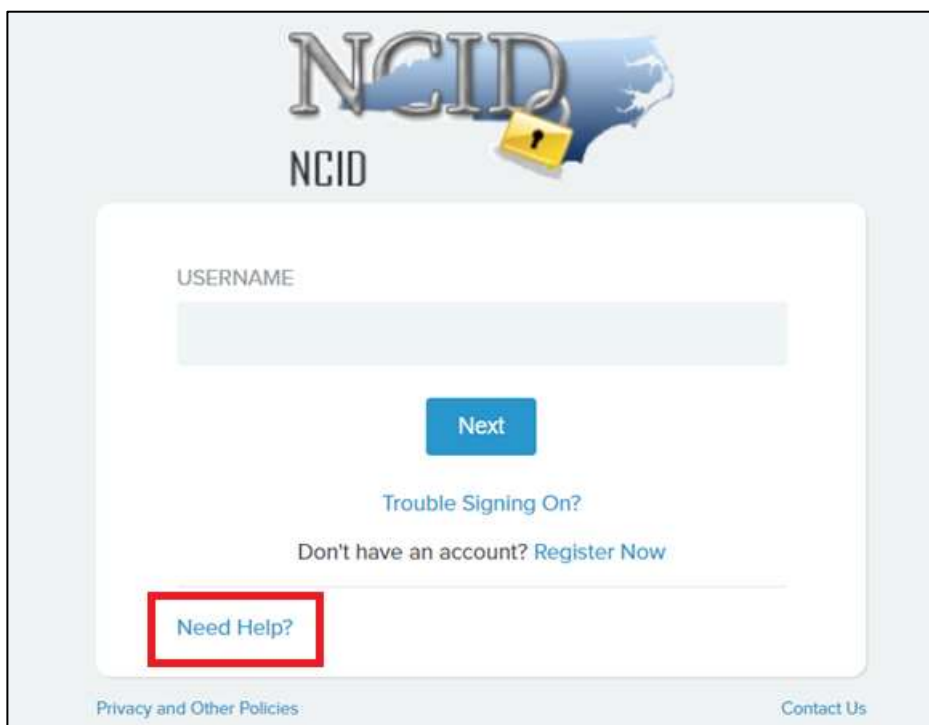 NCID
NCID
USERNAME
Next
Trouble Signing On?
Don't have an account? Register Now
Need Help?
Privacy and Other Policies Contact Us